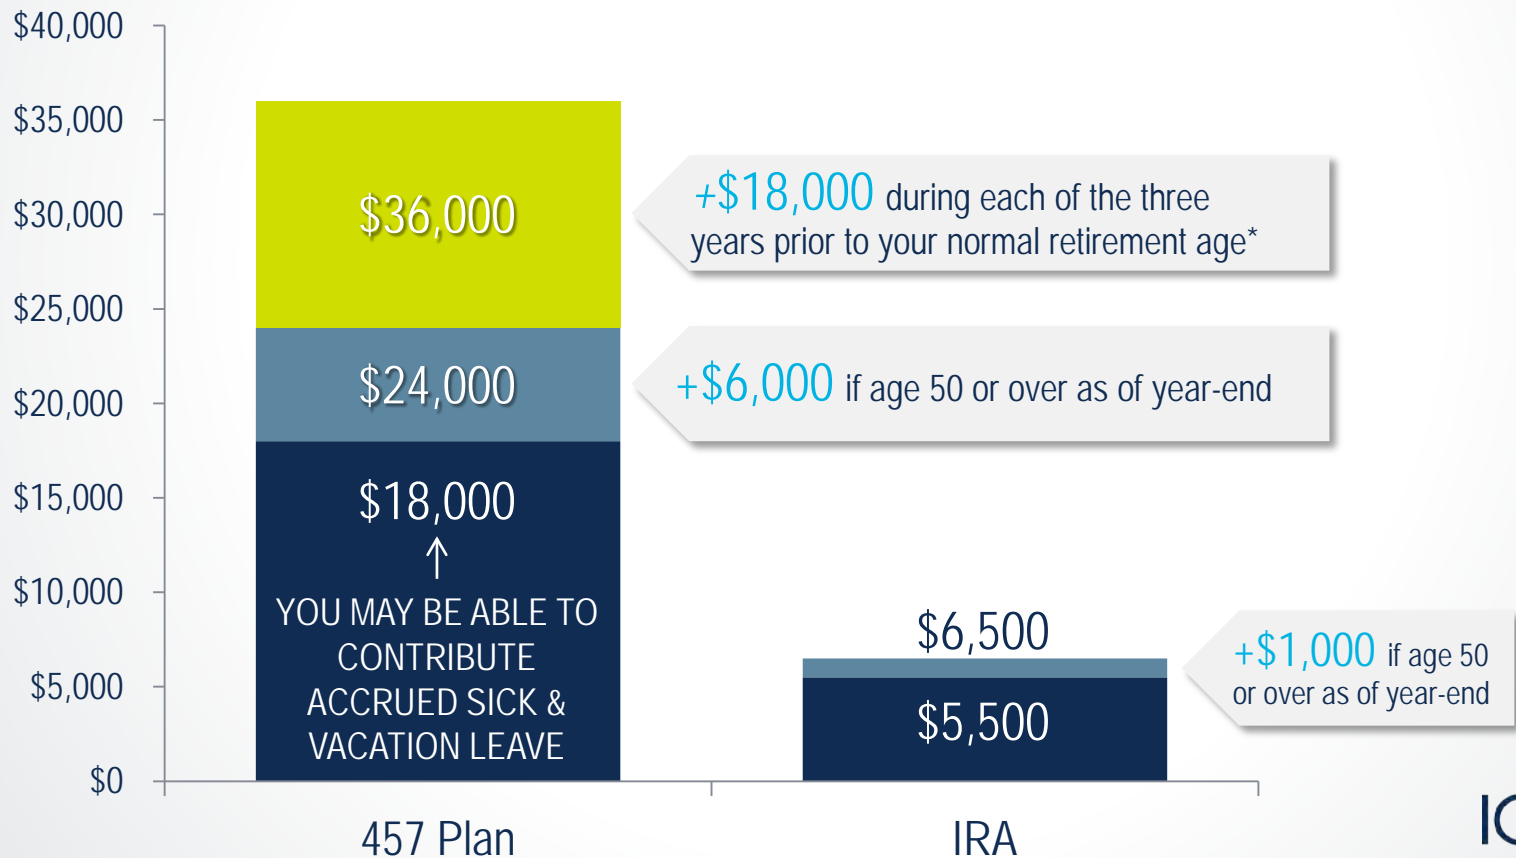 $40,000
$35,000
$30,000
$25,000
$20,000
$15,000
$10,000
$5,000
$0
$36,000
$24,000
$18,000
↑
YOU MAY BE ABLE TO
CONTRIBUTE
ACCRUED SICK &
VACATION LEAVE
+$18,000 during each of the three
years prior to your normal retirement age*
+$6,000 if age 50 or over as of year-end
$6,500
$5,500
+$1,000 if age 50
or over as of year-end
457 Plan
IRA